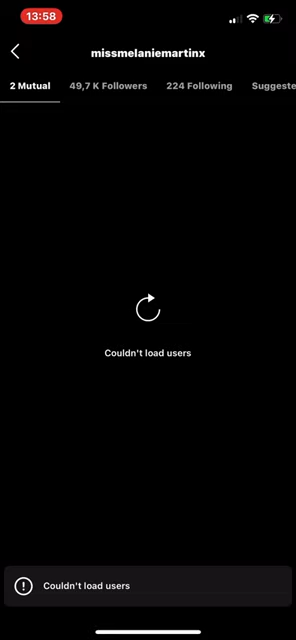 13:58
missmelaniemartinx
2 Mutual 49,7 K Followers 224 Following Suggeste
Couldn't load users
Couldn't load users